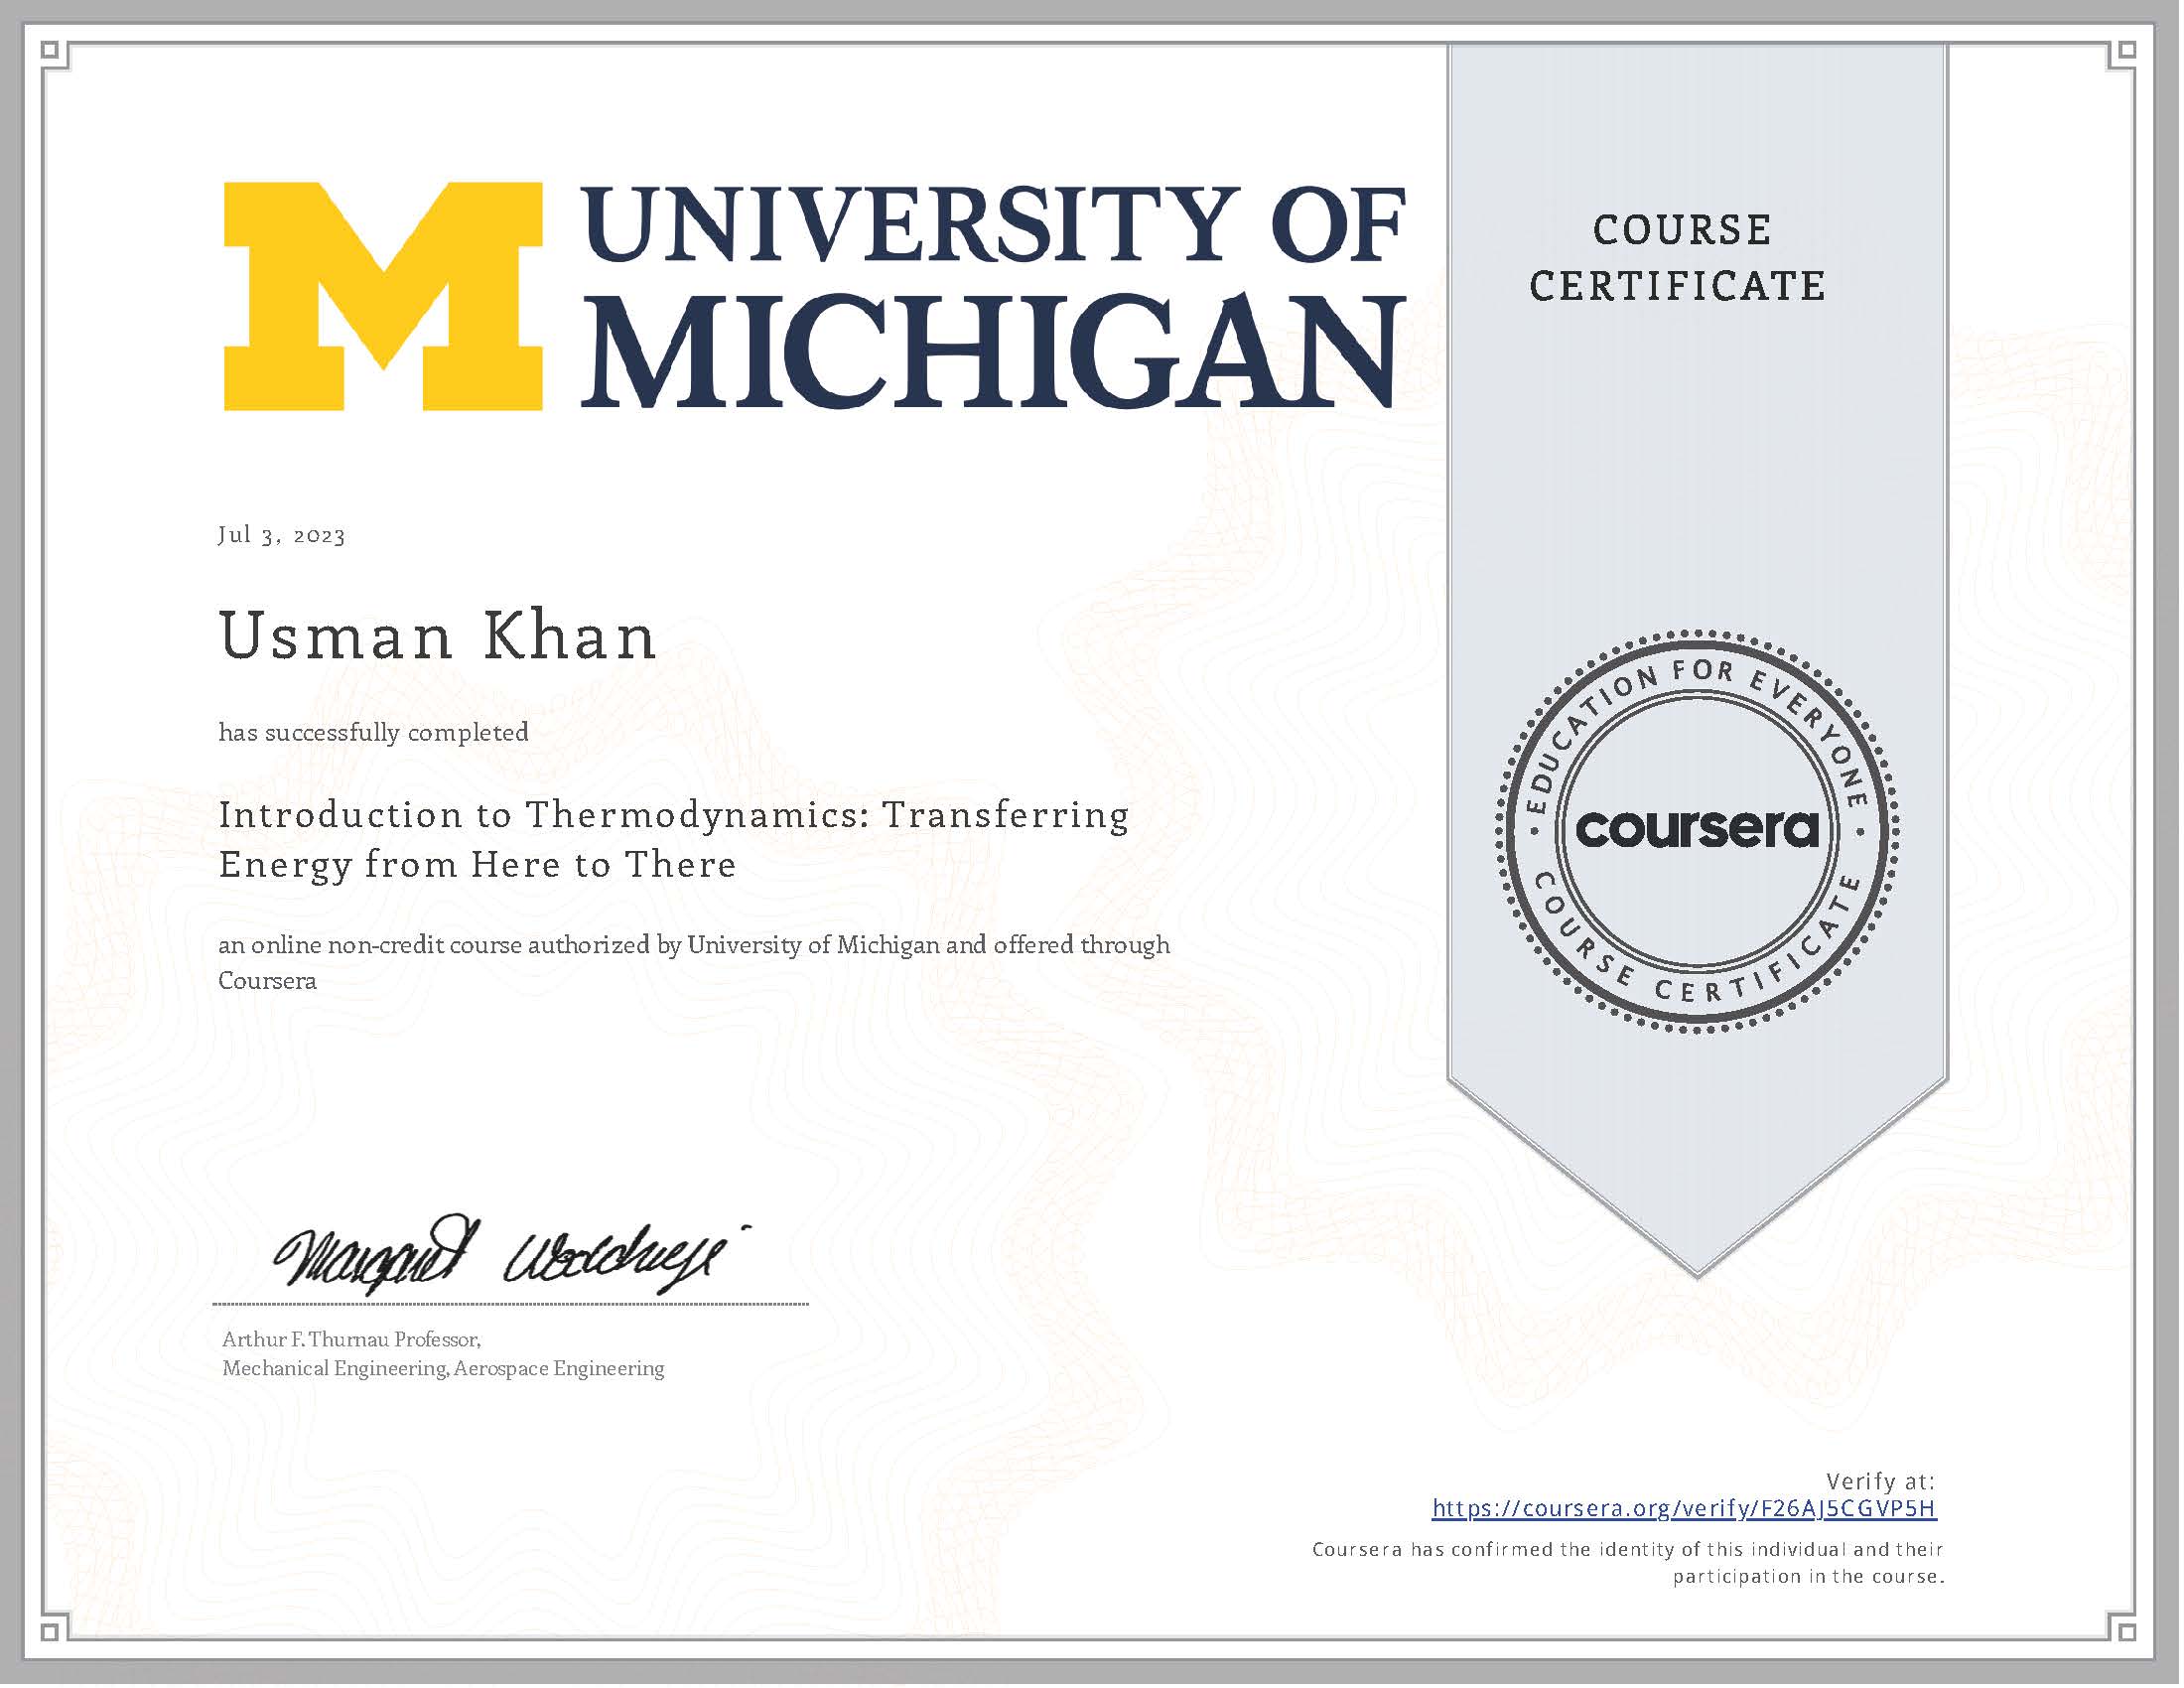 UNIVERSITY OF
MICHIGAN
COURSE
CERTIFICATE
Jul 3, 2023
Usman Khan
has successfully completed
Introduction to Thermodynamics: Transferring
Energy from Here to There
an online non-credit course authorized by University of Michigan and offered through
Coursera
EDUCATION FOR EVERYONE
coursera
COURSE CERTIFICATE
Margaret Wooldridge
Arthur F. Thurnau Professor,
Mechanical Engineering, Aerospace Engineering
Verify at:
https://coursera.org/verify/F26AJ5CGVP5H
Coursera has confirmed the identity of this individual and their
participation in the course.